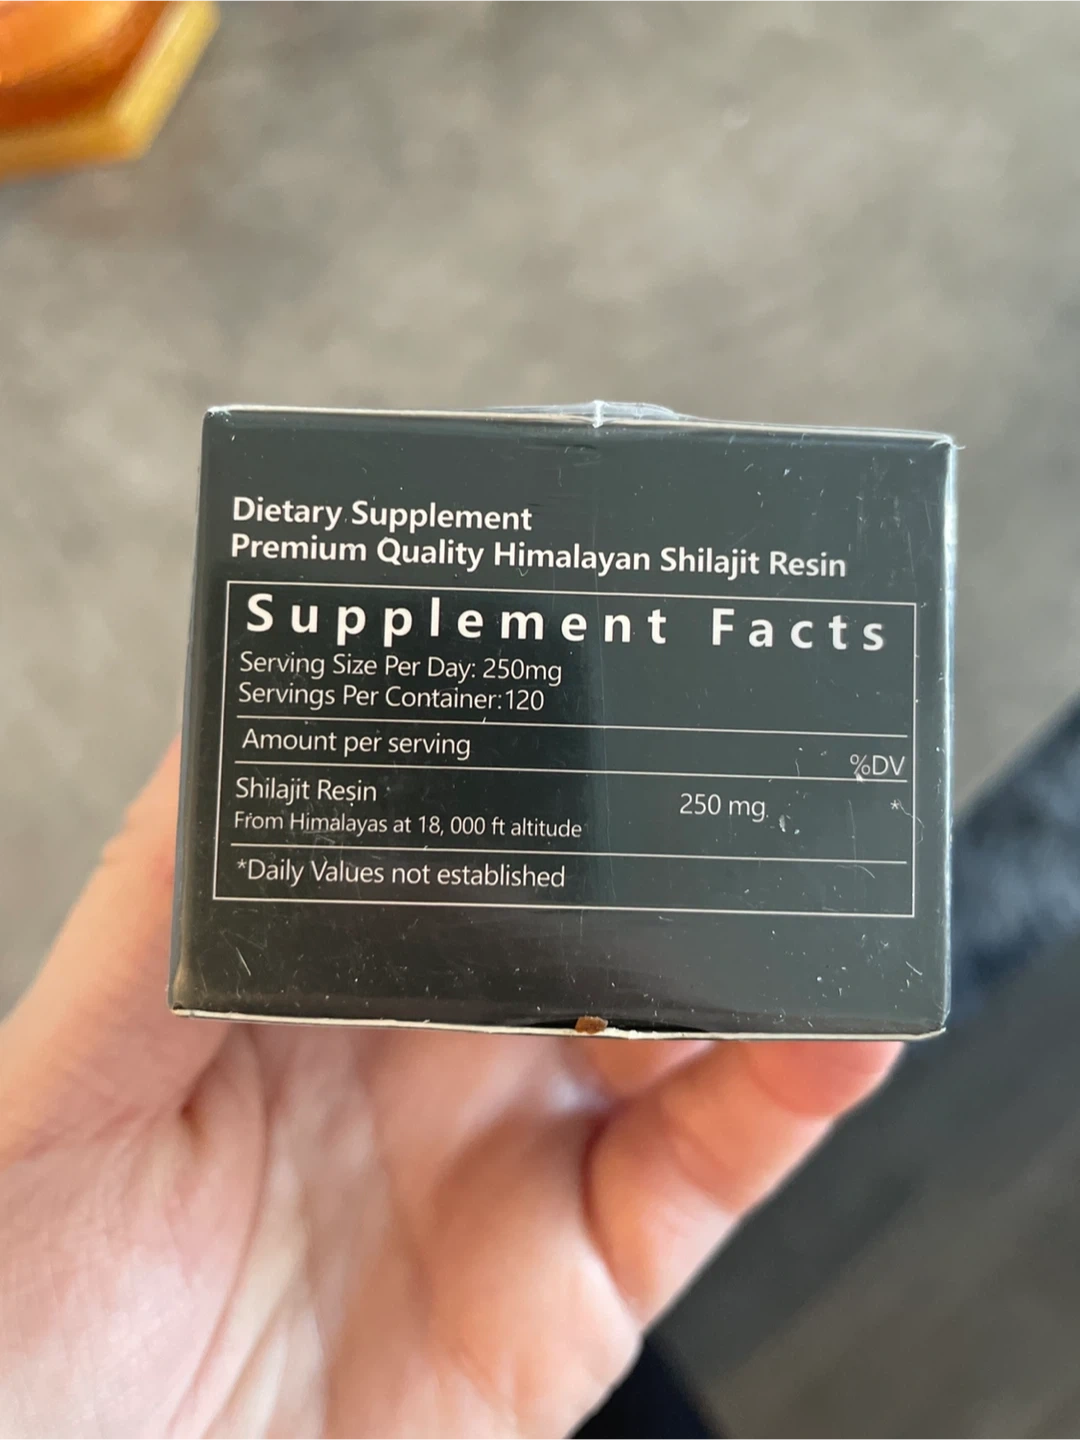 Dietary Supplement
Premium Quality Himalayan Shilajit Resin
Supplement Facts
Serving Size Per Day: 250mg
Servings Per Container:120
Amount per serving
%DV
Shilajit Resin 250 mg *
From Himalayas at 18, 000 ft altitude
*Daily Values not established